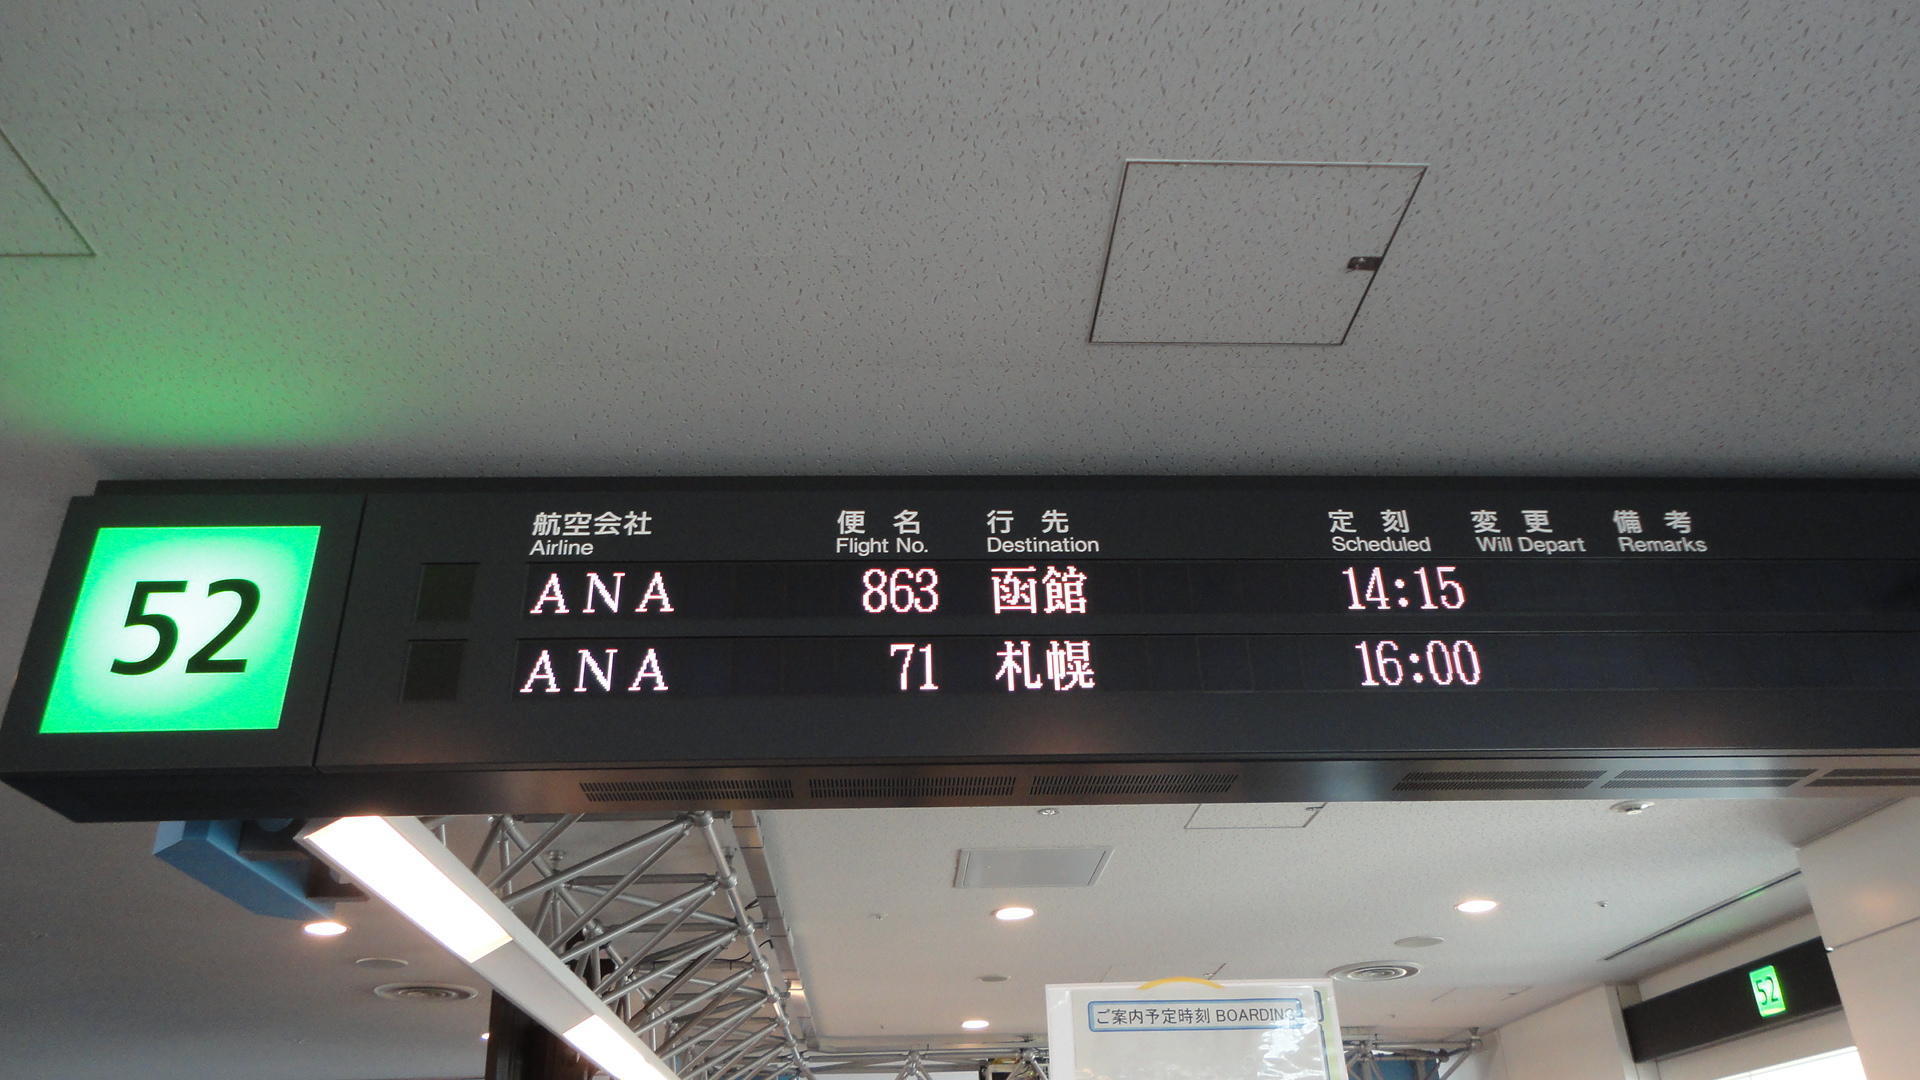 52
航空会社 便名 行先 定刻 変更 備考
Airline Flight No. Destination Scheduled Will Depart Remarks
ANA 863 函館 14:15
ANA 71 札幌 16:00
52
ご案内予定時刻 BOARDING